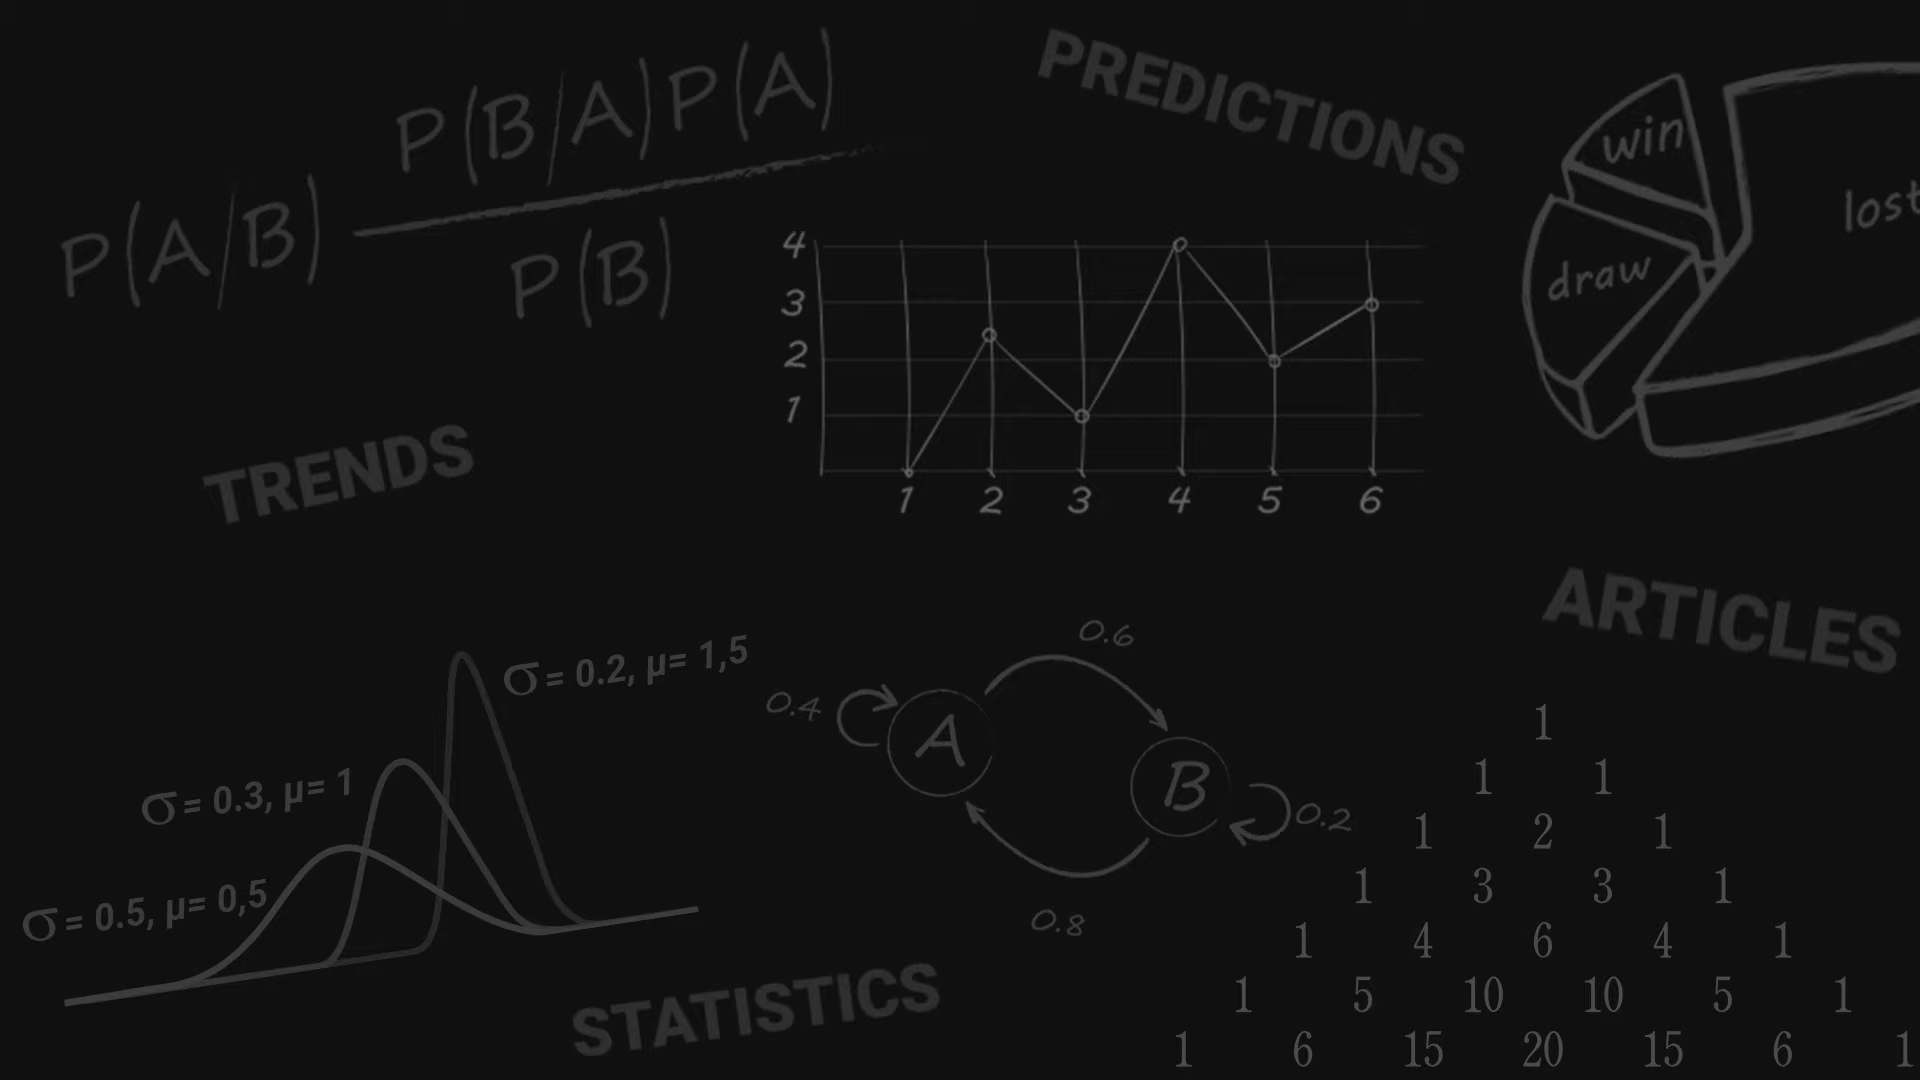 P(A/B)
P(B/A)P(A)
P(B)
PREDICTIONS
win
lost
draw
4
3
2
1
1 2 3 4 5 6
TRENDS
ARTICLES
σ= 0.2, µ= 1,5
σ= 0.3, µ= 1
σ= 0.5, µ= 0,5
0.6
0.4
A
B
0.2
0.8
STATISTICS
1
1 1
1 2 1
1 3 3 1
1 4 6 4 1
1 5 10 10 5 1
1 6 15 20 15 6 1